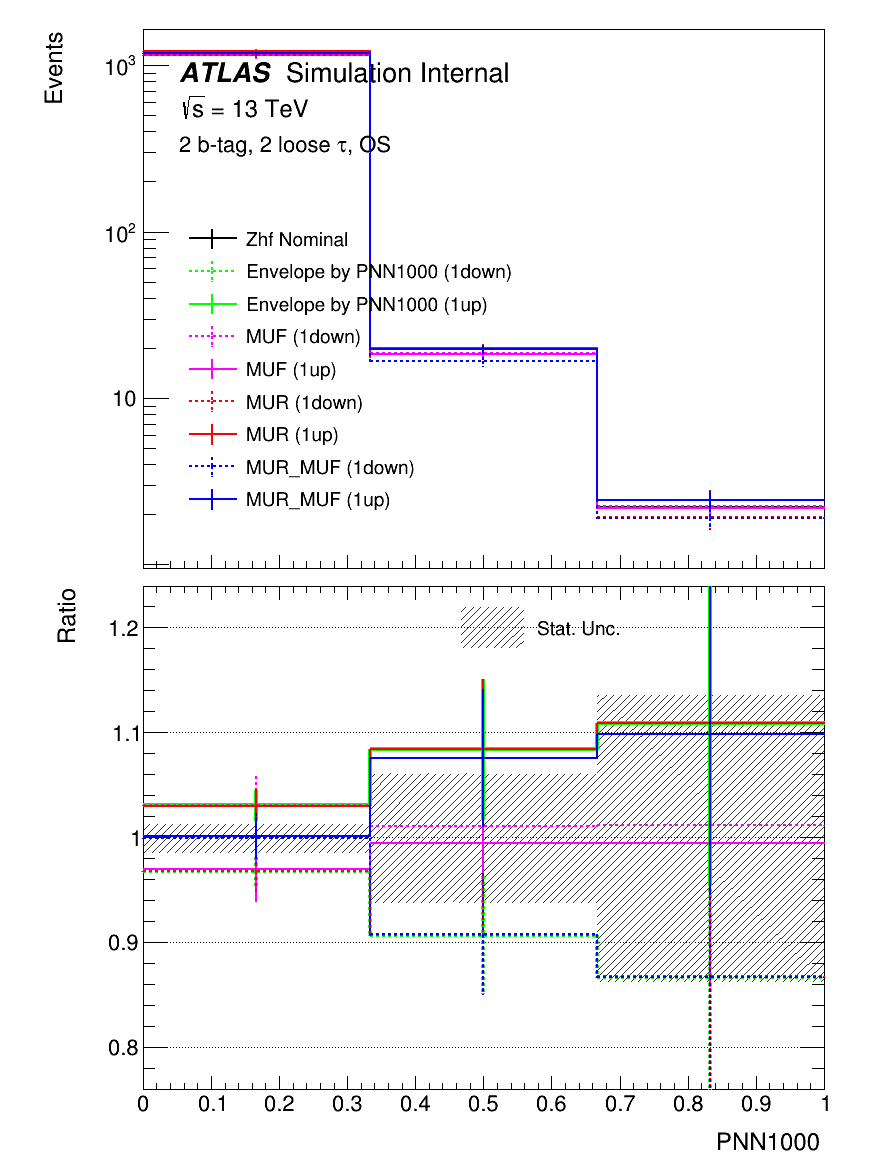 Events
10³
10²
10
ATLAS Simulation Internal
√s = 13 TeV
2 b-tag, 2 loose τ, OS
Zhf Nominal
Envelope by PNN1000 (1down)
Envelope by PNN1000 (1up)
MUF (1down)
MUF (1up)
MUR (1down)
MUR (1up)
MUR_MUF (1down)
MUR_MUF (1up)
Ratio
1.2
1.1
1
0.9
0.8
Stat. Unc.
0 0.1 0.2 0.3 0.4 0.5 0.6 0.7 0.8 0.9 1
PNN1000